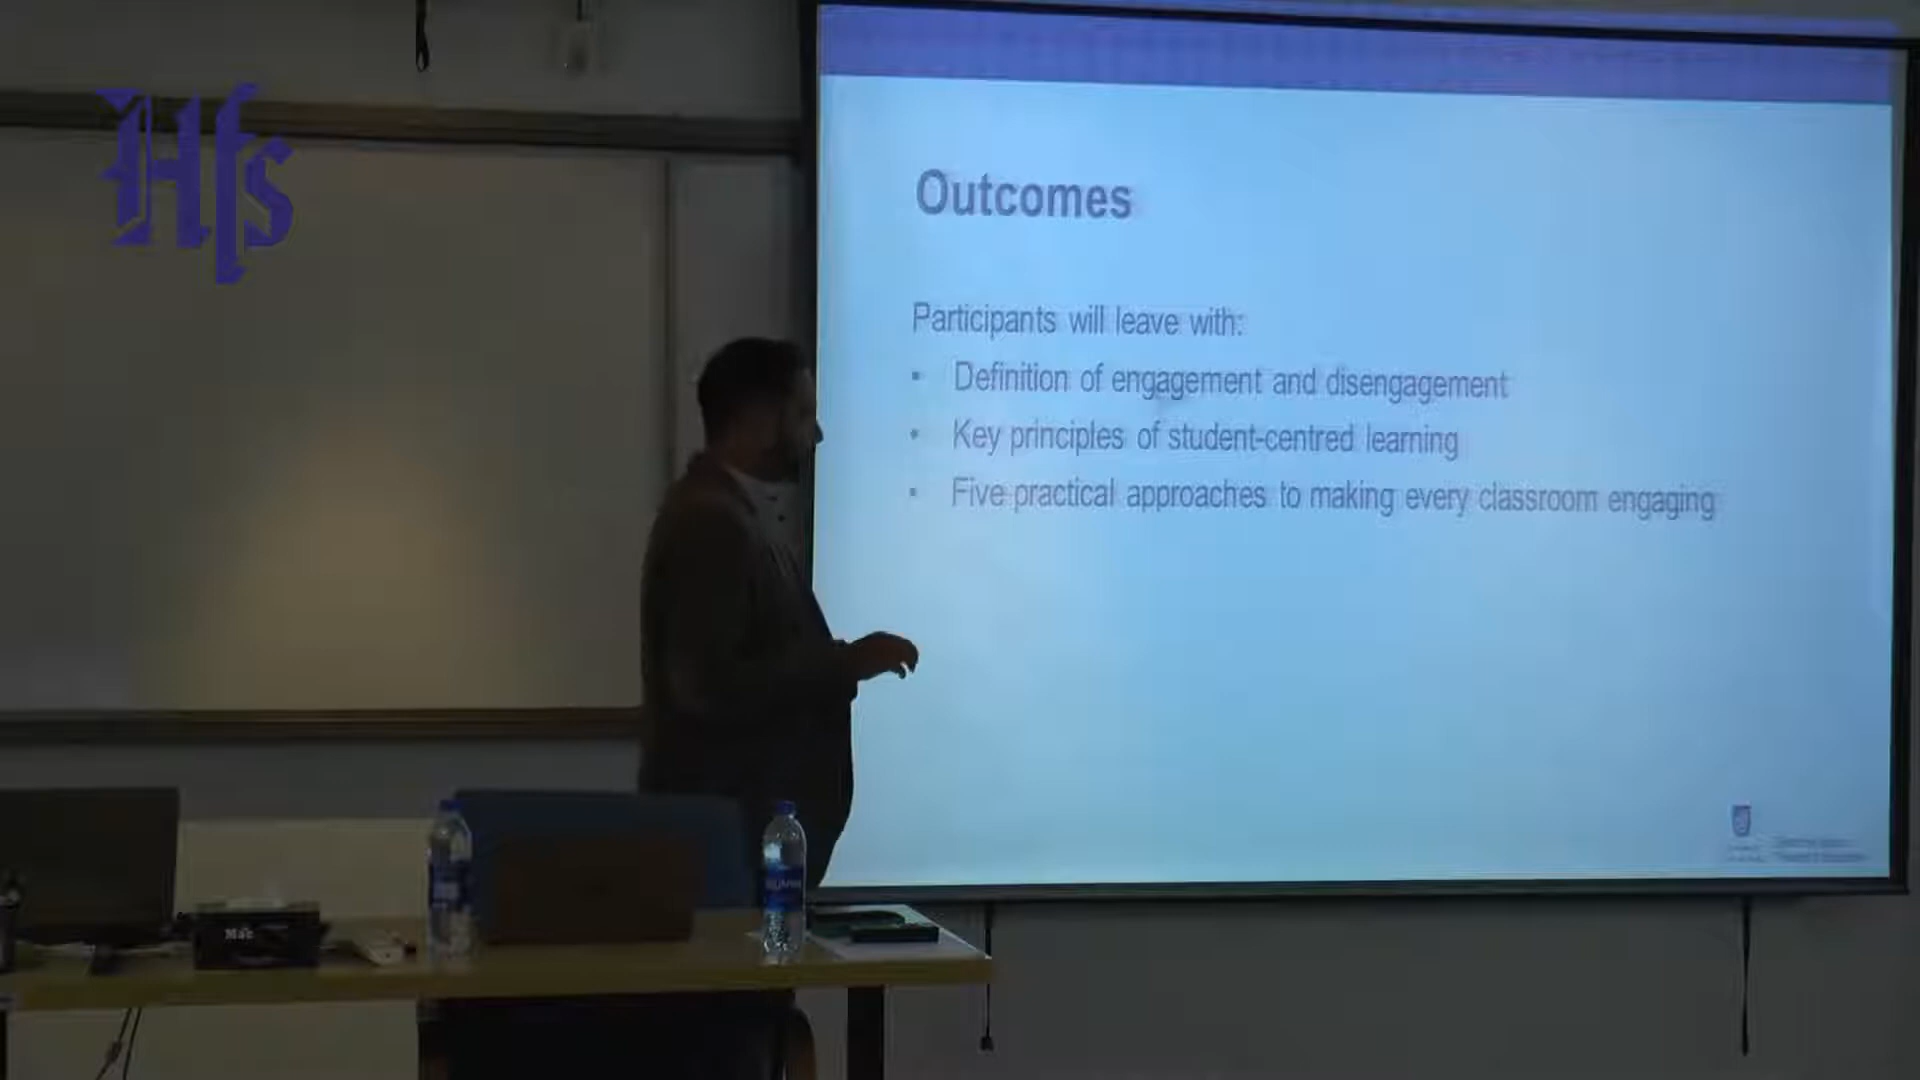 Hfs
Outcomes
Participants will leave with:
▪ Definition of engagement and disengagement
▪ Key principles of student-centred learning
▪ Five practical approaches to making every classroom engaging
Mac